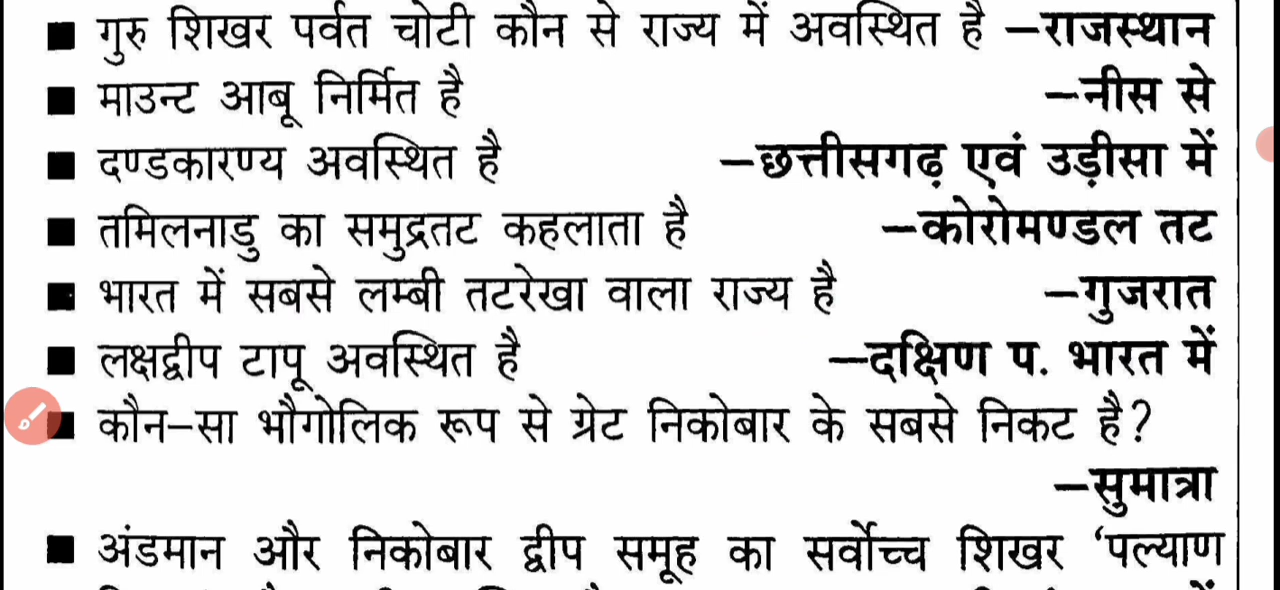 ■ गुरु शिखर पर्वत चोटी कौन से राज्य में अवस्थित है –राजस्थान
■ माउन्ट आबू निर्मित है –नीस से
■ दण्डकारण्य अवस्थित है –छत्तीसगढ़ एवं उड़ीसा में
■ तमिलनाडु का समुद्रतट कहलाता है –कोरोमण्डल तट
■ भारत में सबसे लम्बी तटरेखा वाला राज्य है –गुजरात
■ लक्षद्वीप टापू अवस्थित है –दक्षिण प. भारत में
■ कौन–सा भौगोलिक रूप से ग्रेट निकोबार के सबसे निकट है?
–सुमात्रा
■ अंडमान और निकोबार द्वीप समूह का सर्वोच्च शिखर ‘पल्याण